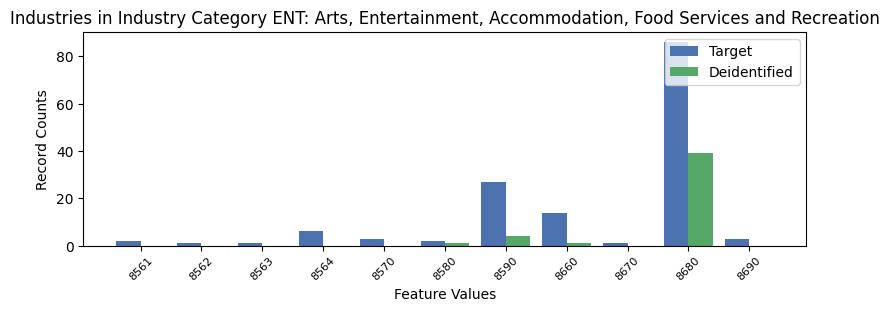 Industries in Industry Category ENT: Arts, Entertainment, Accommodation, Food Services and Recreation
Target
Deidentified
Record Counts
80
60
40
20
0
8561 8562 8563 8564 8570 8580 8590 8660 8670 8680 8690
Feature Values